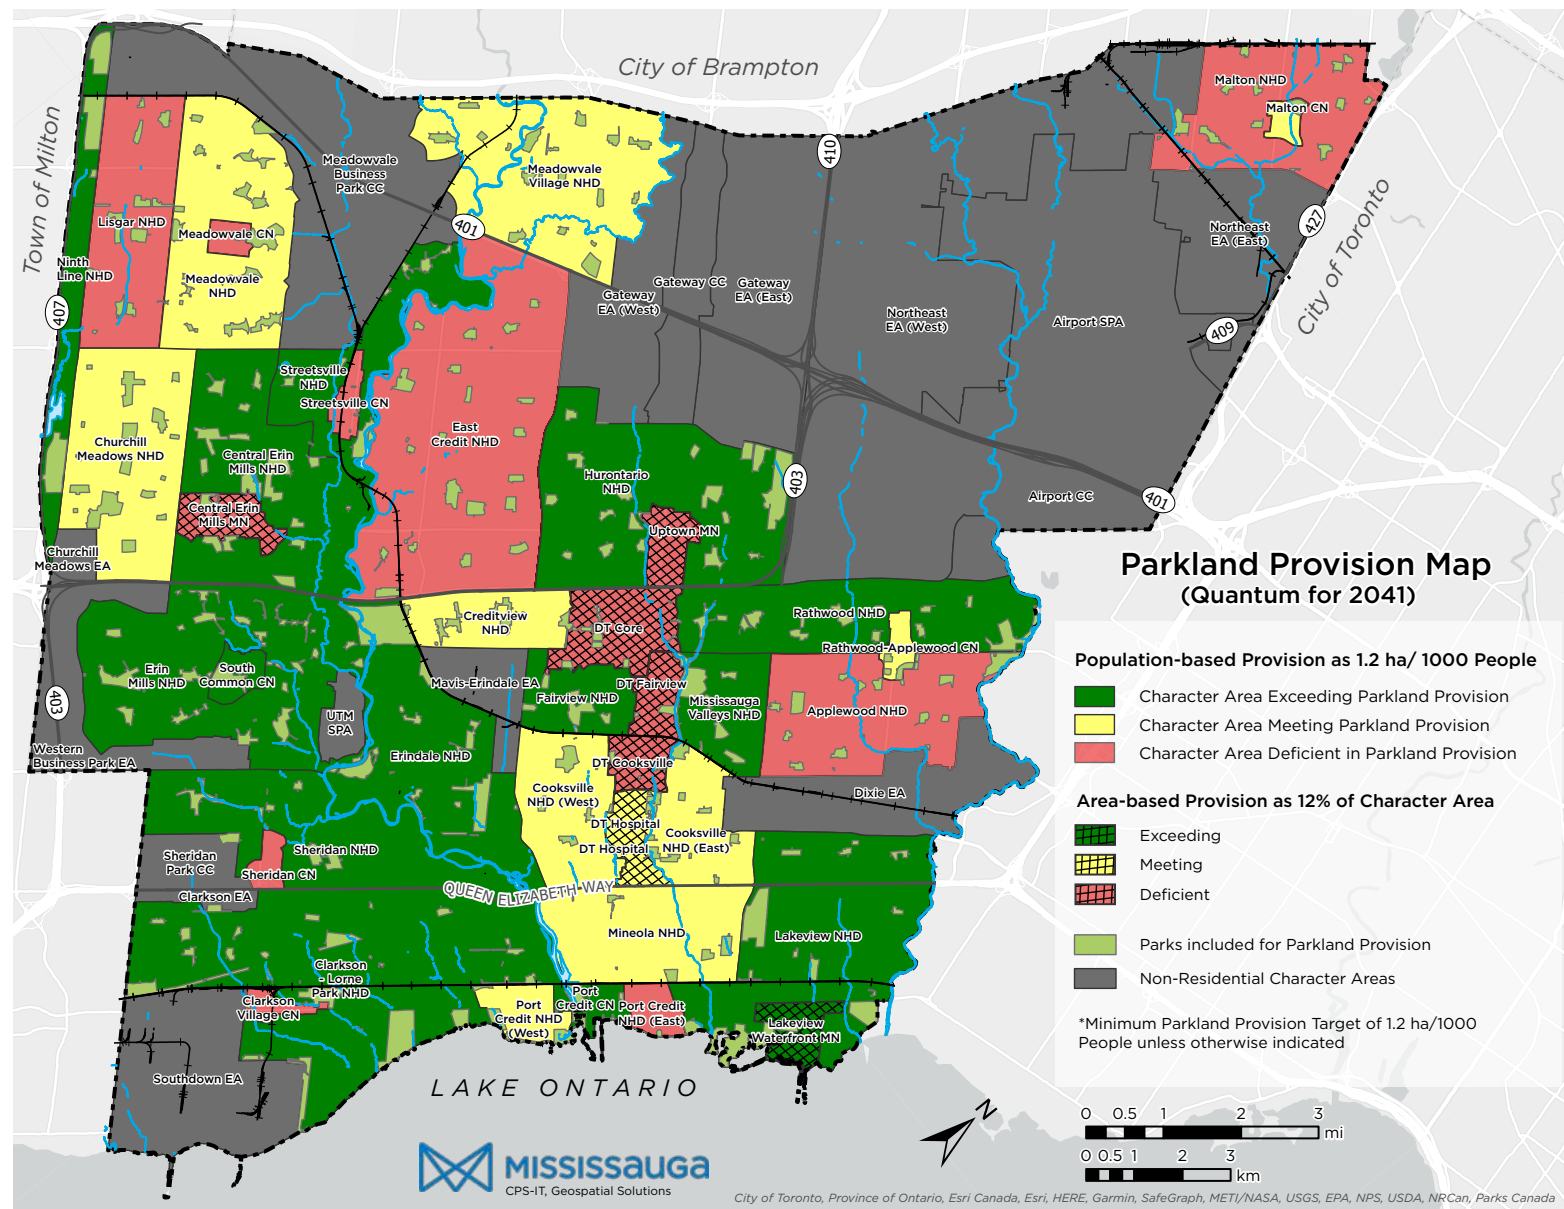 City of Brampton
Town of Milton
City of Toronto
Malton NHD
Malton CN
410
Meadowvale
Business
Park CC
Meadowvale
Village NHD
401
427
Lisgar NHD
Meadowvale CN
Northeast
EA (East)
Ninth
Line NHD
Meadowvale
NHD
Gateway CC
Gateway
EA (East)
Gateway
EA (West)
407
Northeast
EA (West)
Airport SPA
409
Streetsville
NHD
Streetsville CN
East
Credit NHD
Churchill
Meadows NHD
Central Erin
Mills NHD
Hurontario
NHD
403
Airport CC
401
Central Erin
Mills MN
Uptown MN
Churchill
Meadows EA
Creditview
NHD
DT Core
Rathwood NHD
Rathwood-Applewood CN
Erin
Mills NHD
South
Common CN
Mavis-Erindale EA
DT Fairview
Fairview NHD
Mississauga
Valleys NHD
Applewood NHD
403
UTM
SPA
Western
Business Park EA
Erindale NHD
DT Cooksville
Cooksville
NHD (West)
Dixie EA
DT Hospital
DT Hospital
Cooksville
NHD (East)
Sheridan
Park CC
Sheridan NHD
Sheridan CN
Clarkson EA
QUEEN ELIZABETH WAY
Mineola NHD
Lakeview NHD
Clarkson
- Lorne
Park NHD
Clarkson
Village CN
Port
Credit NHD
(West)
Port
Credit CN
Port Credit
NHD (East)
Lakeview
Waterfront MN
Southdown EA
LAKE ONTARIO
Parkland Provision Map
(Quantum for 2041)
Population-based Provision as 1.2 ha/ 1000 People
Character Area Exceeding Parkland Provision
Character Area Meeting Parkland Provision
Character Area Deficient in Parkland Provision
Area-based Provision as 12% of Character Area
Exceeding
Meeting
Deficient
Parks included for Parkland Provision
Non-Residential Character Areas
*Minimum Parkland Provision Target of 1.2 ha/1000
People unless otherwise indicated
N
0 0.5 1 2 3
mi
0 0.5 1 2 3
km
MISSISSAUGA
CPS-IT, Geospatial Solutions
City of Toronto, Province of Ontario, Esri Canada, Esri, HERE, Garmin, SafeGraph, METI/NASA, USGS, EPA, NPS, USDA, NRCan, Parks Canada